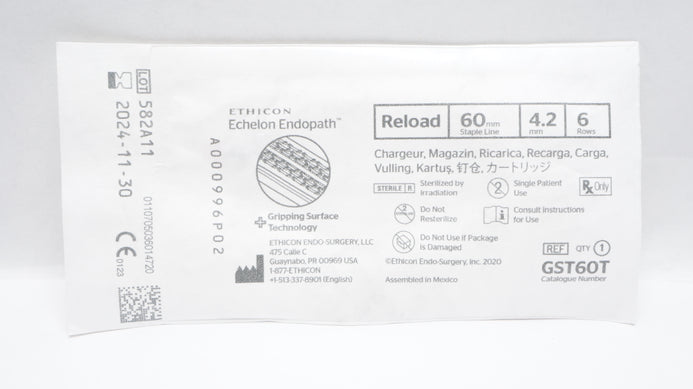 LOT 582A11
2024-11-30
01107050360147​20
CE
0123
A000996P02
ETHICON
Echelon Endopath™
Gripping Surface
Technology
ETHICON ENDO-SURGERY, LLC
475 Calle C
Guaynabo, PR 00969 USA
1-877-ETHICON
+1-513-337-8901 (English)
Reload
60mm
Staple Line
4.2
mm
6
Rows
Chargeur, Magazin, Ricarica, Recarga, Carga,
Vulling, Kartuş, 钉仓, カートリッジ
STERILE R
Sterilized by
Irradiation
2
Single Patient
Use
Rx Only
2
Do Not
Resterilize
i
Consult Instructions
for Use
Do Not Use if Package
is Damaged
©Ethicon Endo-Surgery, Inc. 2020
Assembled in Mexico
REF QTY 1
GST60T
Catalogue Number